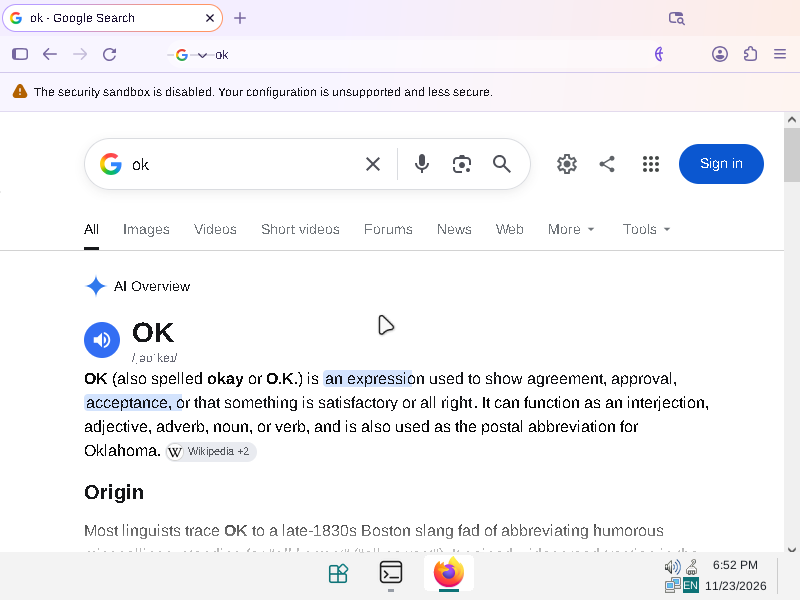 ok - Google Search
ok
The security sandbox is disabled. Your configuration is unsupported and less secure.
ok
Sign in
All Images Videos Short videos Forums News Web More Tools
AI Overview
OK
/ˌəʊˈkeɪ/
OK (also spelled okay or O.K.) is an expression used to show agreement, approval,
acceptance, or that something is satisfactory or all right. It can function as an interjection,
adjective, adverb, noun, or verb, and is also used as the postal abbreviation for
Oklahoma. W Wikipedia +2
Origin
Most linguists trace OK to a late-1830s Boston slang fad of abbreviating humorous
6:52 PM
EN 11/23/2026